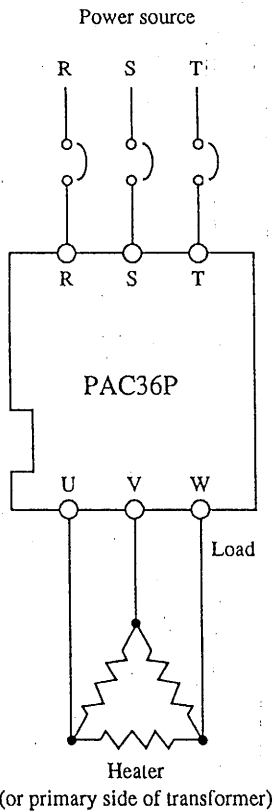 Power source
R S T
R S T
PAC36P
U V W
Load
Heater
(or primary side of transformer)